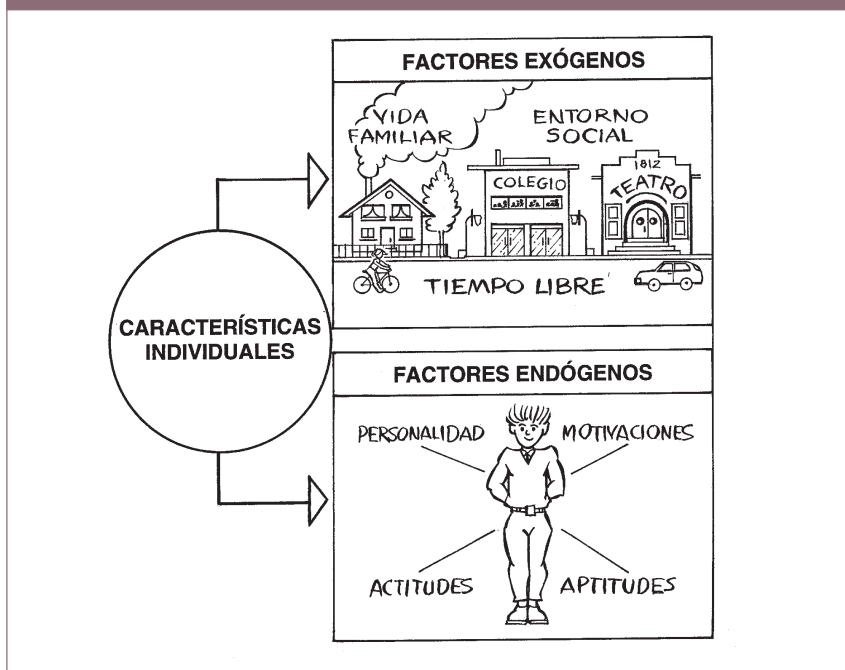 FACTORES EXÓGENOS
VIDA
FAMILIAR
ENTORNO
SOCIAL
COLEGIO
1812
TEATRO
TIEMPO LIBRE
CARACTERÍSTICAS
INDIVIDUALES
FACTORES ENDÓGENOS
PERSONALIDAD
MOTIVACIONES
ACTITUDES
APTITUDES